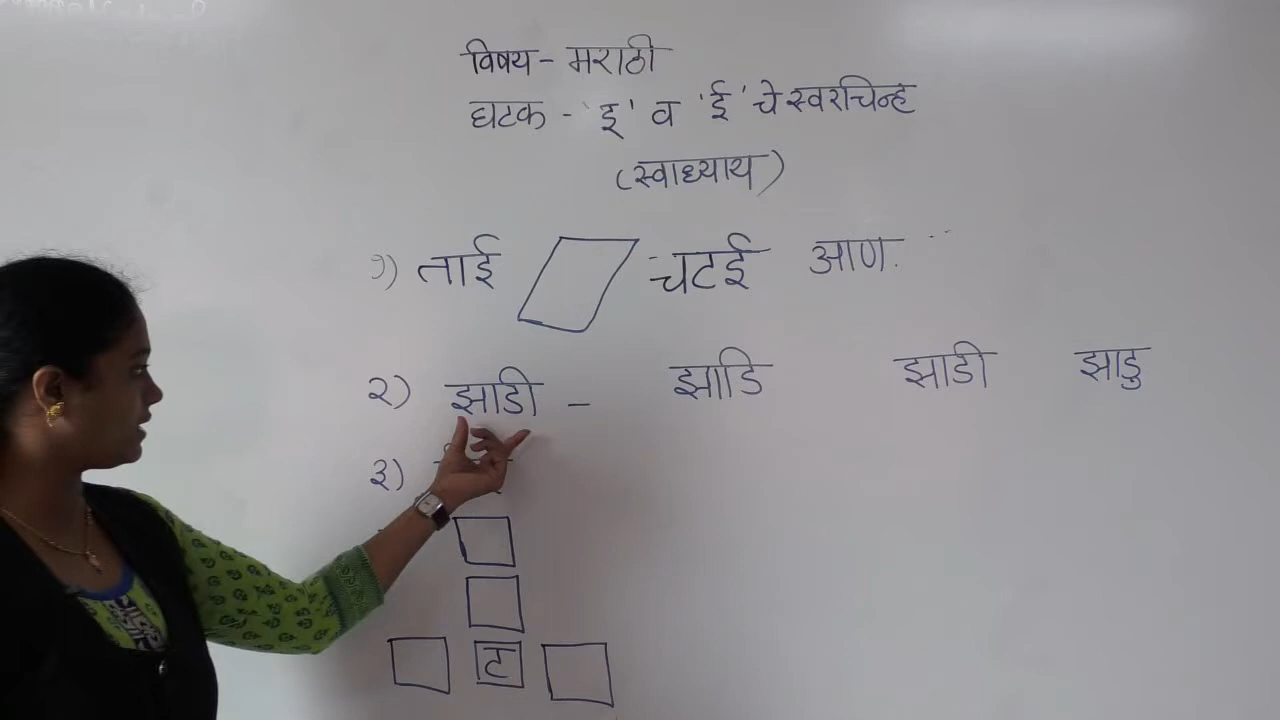 विषय - मराठी
घटक - 'इ' व 'ई' चे स्वरचिन्ह
(स्वाध्याय)
१) ताई चटई आण.
२) झाडी - झाडि झाडी झाडु
३)
ट